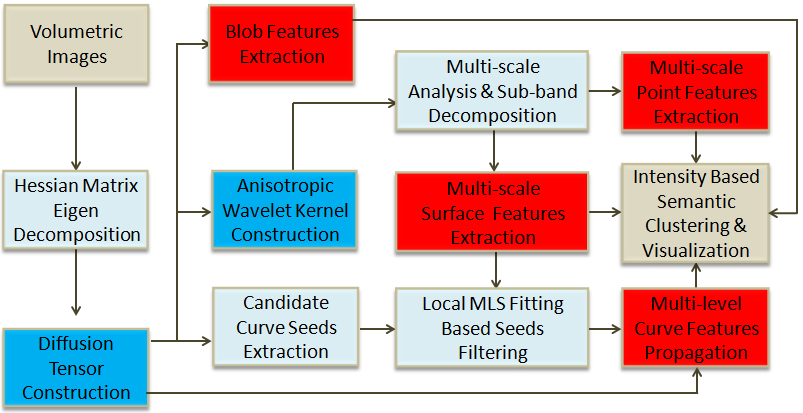 Volumetric
Images
Blob Features
Extraction
Multi-scale
Analysis & Sub-band
Decomposition
Multi-scale
Point Features
Extraction
Hessian Matrix
Eigen
Decomposition
Anisotropic
Wavelet Kernel
Construction
Multi-scale
Surface Features
Extraction
Intensity Based
Semantic
Clustering &
Visualization
Diffusion
Tensor
Construction
Candidate
Curve Seeds
Extraction
Local MLS Fitting
Based Seeds
Filtering
Multi-level
Curve Features
Propagation